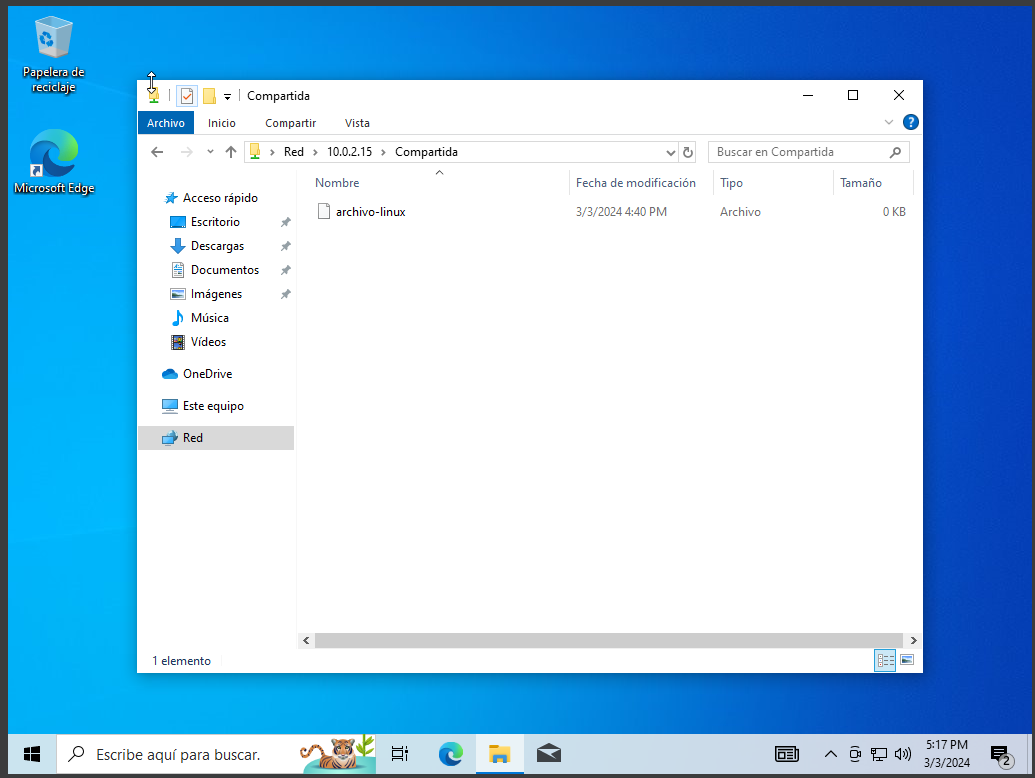 Papelera de
reciclaje
Microsoft Edge
Compartida
Archivo Inicio Compartir Vista
Red 10.0.2.15 Compartida
Buscar en Compartida
Nombre Fecha de modificación Tipo Tamaño
archivo-linux 3/3/2024 4:40 PM Archivo 0 KB
Acceso rápido
Escritorio
Descargas
Documentos
Imágenes
Música
Vídeos
OneDrive
Este equipo
Red
1 elemento
Escribe aquí para buscar.
5:17 PM
3/3/2024
2